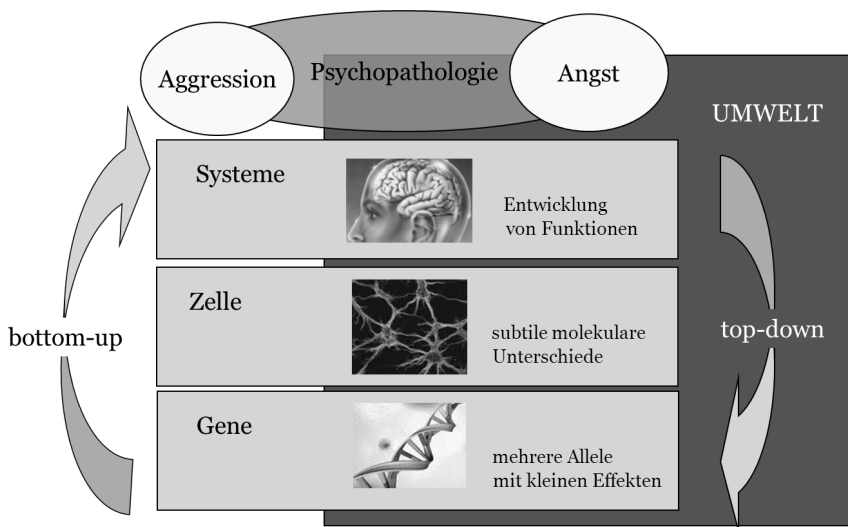 Aggression
Psychopathologie
Angst
UMWELT
Systeme
Entwicklung
von Funktionen
Zelle
subtile molekulare
Unterschiede
bottom-up
top-down
Gene
mehrere Allele
mit kleinen Effekten